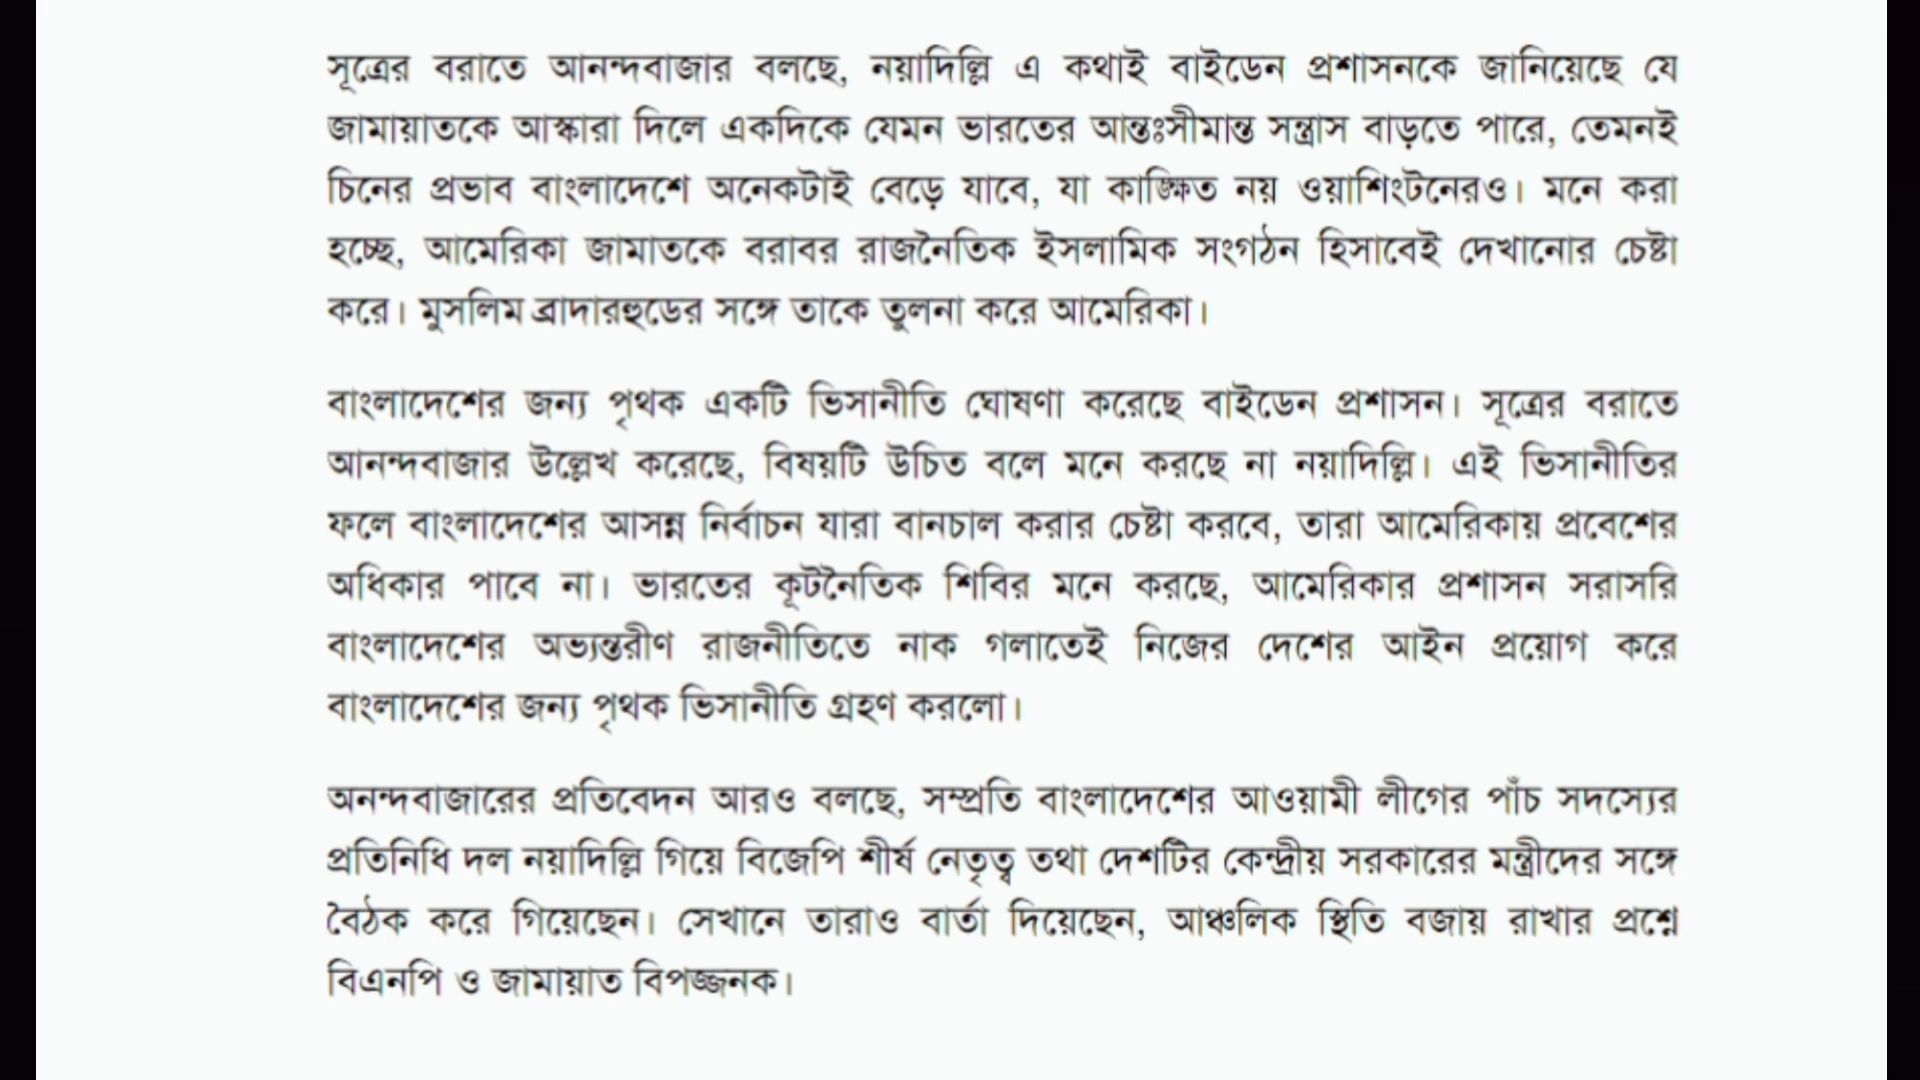 সূত্রের বরাতে আনন্দবাজার বলছে, নয়াদিল্লি এ কথাই বাইডেন প্রশাসনকে জানিয়েছে যে
জামায়াতকে আস্কারা দিলে একদিকে যেমন ভারতের আন্তঃসীমান্ত সন্ত্রাস বাড়তে পারে, তেমনই
চিনের প্রভাব বাংলাদেশে অনেকটাই বেড়ে যাবে, যা কাঙ্ক্ষিত নয় ওয়াশিংটনেরও। মনে করা
হচ্ছে, আমেরিকা জামাতকে বরাবর রাজনৈতিক ইসলামিক সংগঠন হিসাবেই দেখানোর চেষ্টা
করে। মুসলিম ব্রাদারহুডের সঙ্গে তাকে তুলনা করে আমেরিকা।
বাংলাদেশের জন্য পৃথক একটি ভিসানীতি ঘোষণা করেছে বাইডেন প্রশাসন। সূত্রের বরাতে
আনন্দবাজার উল্লেখ করেছে, বিষয়টি উচিত বলে মনে করছে না নয়াদিল্লি। এই ভিসানীতির
ফলে বাংলাদেশের আসন্ন নির্বাচন যারা বানচাল করার চেষ্টা করবে, তারা আমেরিকায় প্রবেশের
অধিকার পাবে না। ভারতের কূটনৈতিক শিবির মনে করছে, আমেরিকার প্রশাসন সরাসরি
বাংলাদেশের অভ্যন্তরীণ রাজনীতিতে নাক গলাতেই নিজের দেশের আইন প্রয়োগ করে
বাংলাদেশের জন্য পৃথক ভিসানীতি গ্রহণ করলো।
অনন্দবাজারের প্রতিবেদন আরও বলছে, সম্প্রতি বাংলাদেশের আওয়ামী লীগের পাঁচ সদস্যের
প্রতিনিধি দল নয়াদিল্লি গিয়ে বিজেপি শীর্ষ নেতৃত্ব তথা দেশটির কেন্দ্রীয় সরকারের মন্ত্রীদের সঙ্গে
বৈঠক করে গিয়েছেন। সেখানে তারাও বার্তা দিয়েছেন, আঞ্চলিক স্থিতি বজায় রাখার প্রশ্নে
বিএনপি ও জামায়াত বিপজ্জনক।